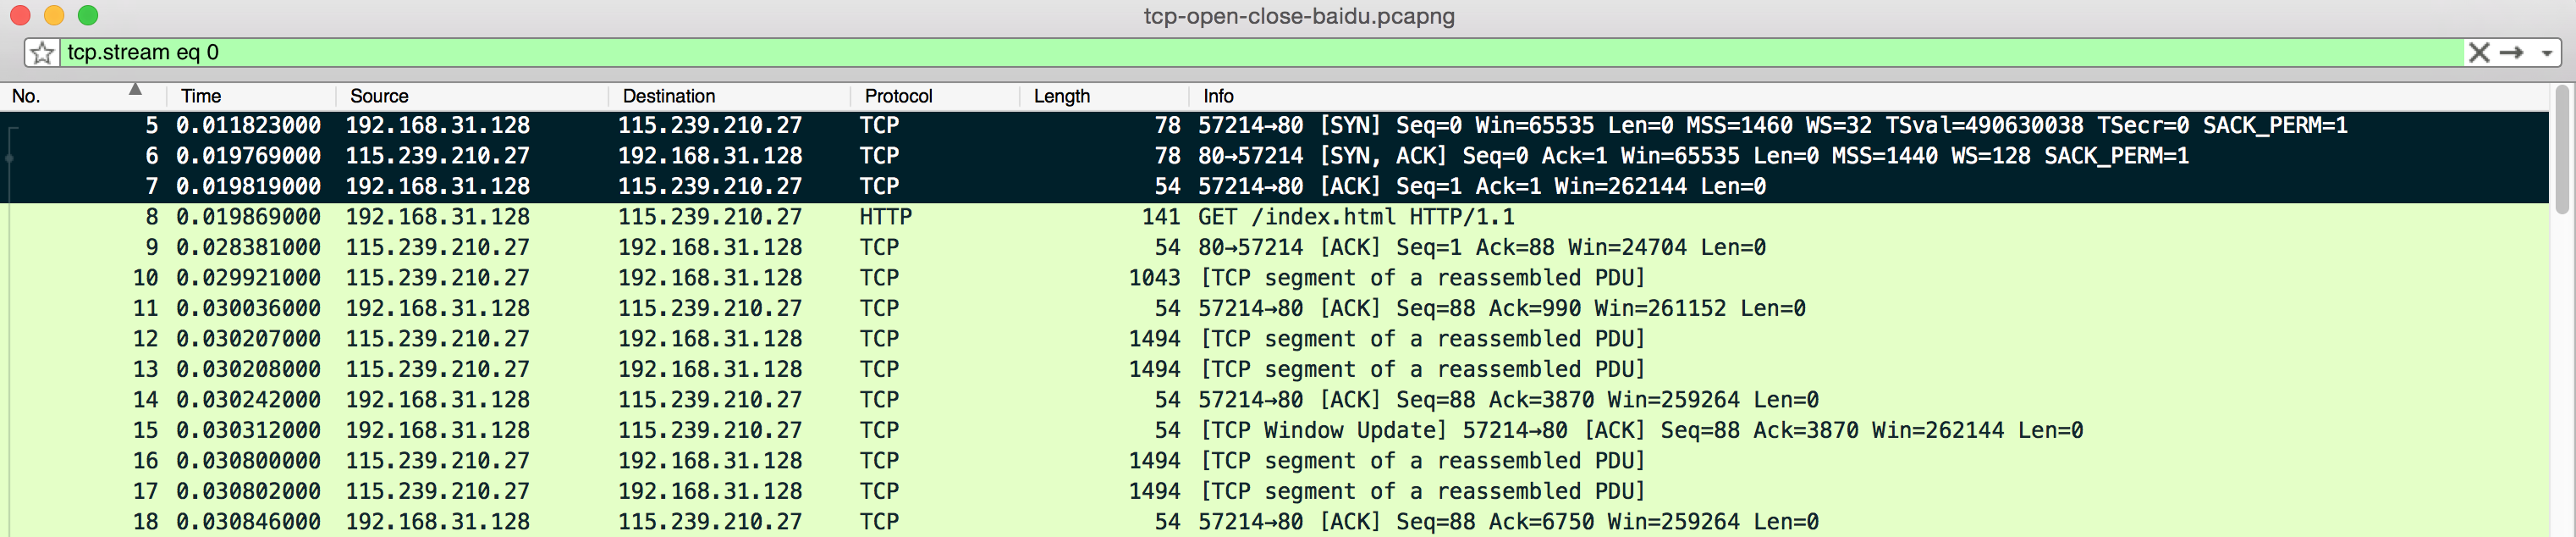 tcp-open-close-baidu.pcapng
tcp.stream eq 0
No. Time Source Destination Protocol Length Info
5 0.011823000 192.168.31.128 115.239.210.27 TCP 78 57214→80 [SYN] Seq=0 Win=65535 Len=0 MSS=1460 WS=32 TSval=490630038 TSecr=0 SACK_PERM=1
6 0.019769000 115.239.210.27 192.168.31.128 TCP 78 80→57214 [SYN, ACK] Seq=0 Ack=1 Win=65535 Len=0 MSS=1440 WS=128 SACK_PERM=1
7 0.019819000 192.168.31.128 115.239.210.27 TCP 54 57214→80 [ACK] Seq=1 Ack=1 Win=262144 Len=0
8 0.019869000 192.168.31.128 115.239.210.27 HTTP 141 GET /index.html HTTP/1.1
9 0.028381000 115.239.210.27 192.168.31.128 TCP 54 80→57214 [ACK] Seq=1 Ack=88 Win=24704 Len=0
10 0.029921000 115.239.210.27 192.168.31.128 TCP 1043 [TCP segment of a reassembled PDU]
11 0.030036000 192.168.31.128 115.239.210.27 TCP 54 57214→80 [ACK] Seq=88 Ack=990 Win=261152 Len=0
12 0.030207000 115.239.210.27 192.168.31.128 TCP 1494 [TCP segment of a reassembled PDU]
13 0.030208000 115.239.210.27 192.168.31.128 TCP 1494 [TCP segment of a reassembled PDU]
14 0.030242000 192.168.31.128 115.239.210.27 TCP 54 57214→80 [ACK] Seq=88 Ack=3870 Win=259264 Len=0
15 0.030312000 192.168.31.128 115.239.210.27 TCP 54 [TCP Window Update] 57214→80 [ACK] Seq=88 Ack=3870 Win=262144 Len=0
16 0.030800000 115.239.210.27 192.168.31.128 TCP 1494 [TCP segment of a reassembled PDU]
17 0.030802000 115.239.210.27 192.168.31.128 TCP 1494 [TCP segment of a reassembled PDU]
18 0.030846000 192.168.31.128 115.239.210.27 TCP 54 57214→80 [ACK] Seq=88 Ack=6750 Win=259264 Len=0